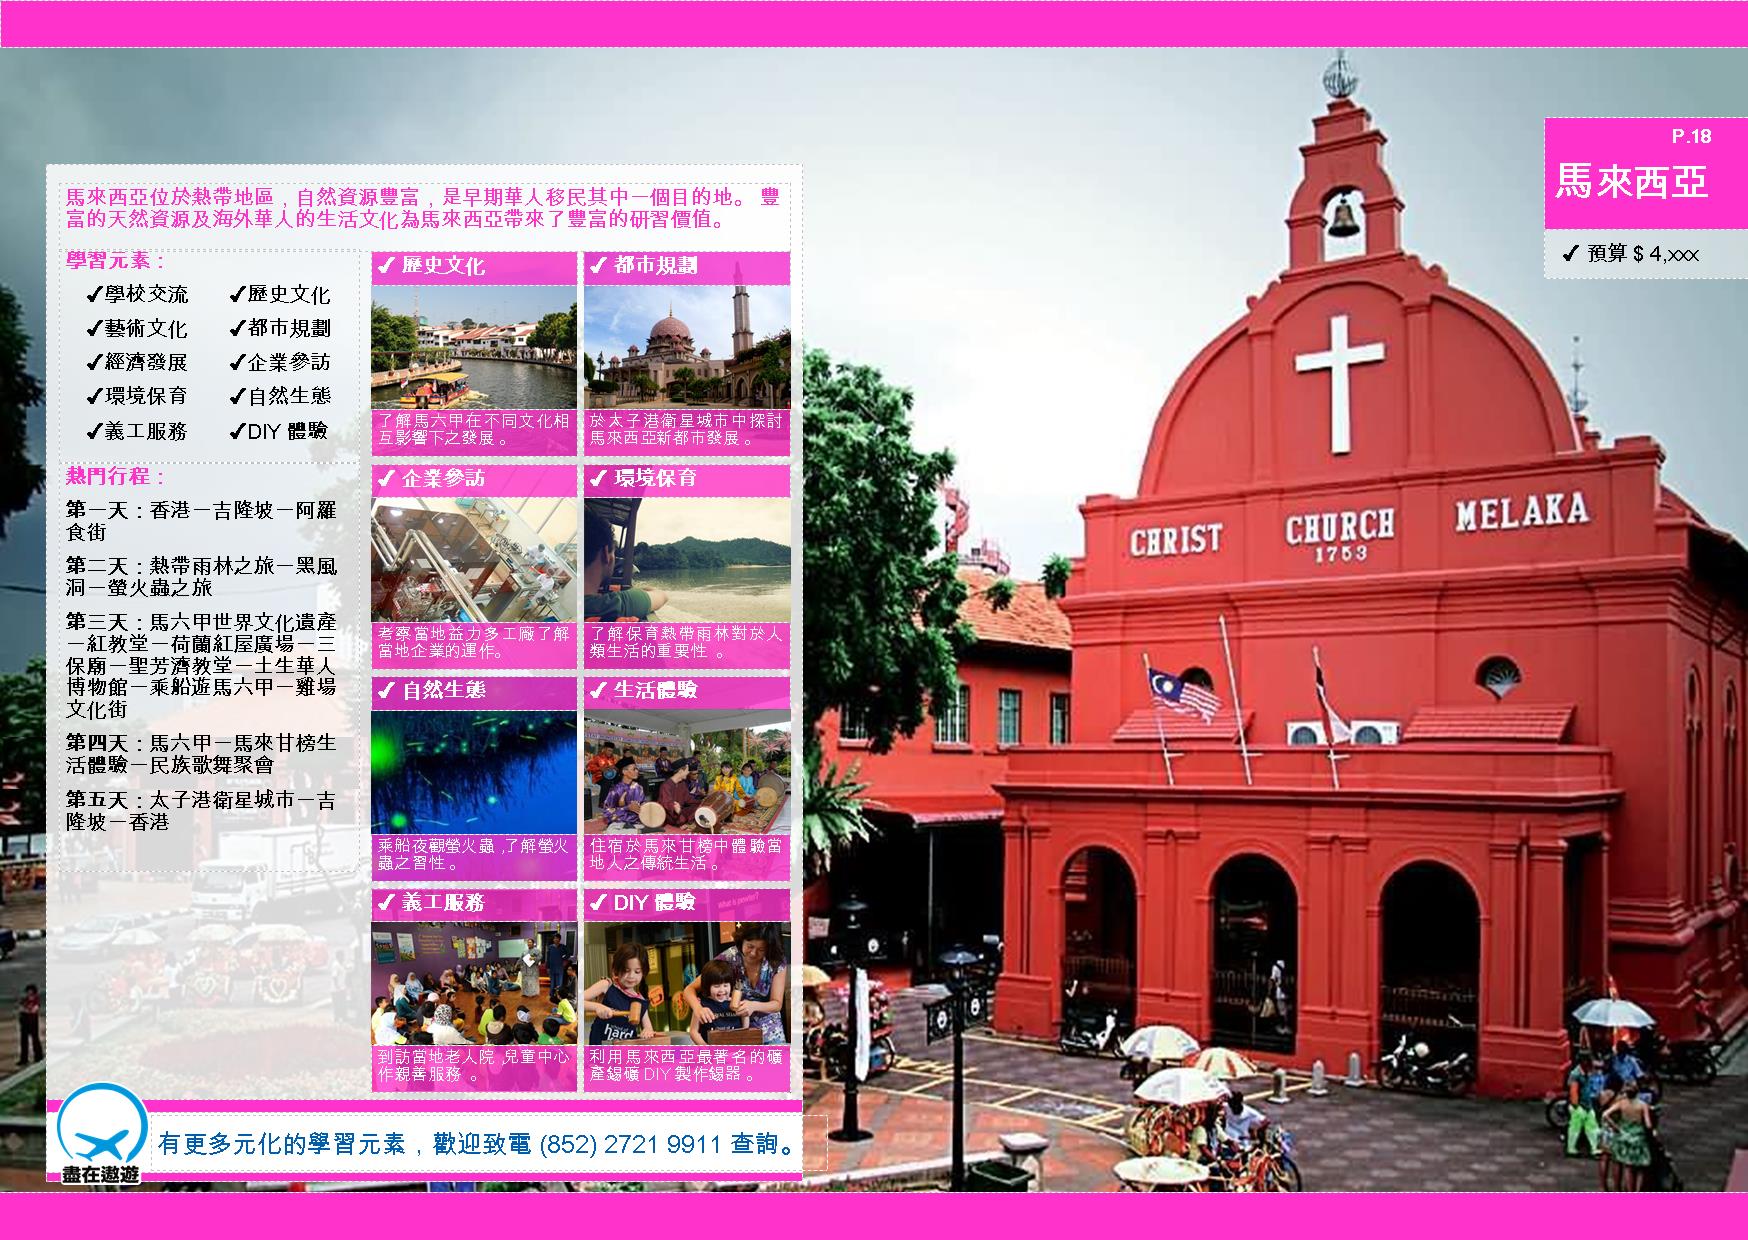 P.18
馬來西亞
✓ 預算 $ 4,xxx
馬來西亞位於熱帶地區，自然資源豐富，是早期華人移民其中一個目的地。 豐
富的天然資源及海外華人的生活文化為馬來西亞帶來了豐富的研習價值。
學習元素：
✓學校交流 ✓歷史文化
✓藝術文化 ✓都市規劃
✓經濟發展 ✓企業參訪
✓環境保育 ✓自然生態
✓義工服務 ✓DIY 體驗
熱門行程：
第一天：香港－吉隆坡－阿羅
食街
第二天：熱帶雨林之旅－黑風
洞－螢火蟲之旅
第三天：馬六甲世界文化遺產
－紅教堂－荷蘭紅屋廣場－三
保廟－聖芳濟教堂－土生華人
博物館－乘船遊馬六甲－雞場
文化街
第四天：馬六甲－馬來甘榜生
活體驗－民族歌舞聚會
第五天：太子港衛星城市－吉
隆坡－香港
✓ 歷史文化
了解馬六甲在不同文化相
互影響下之發展 。
✓ 都市規劃
於太子港衛星城市中探討
馬來西亞新都市發展 。
✓ 企業參訪
考察當地益力多工廠了解
當地企業的運作。
✓ 環境保育
了解保育熱帶雨林對於人
類生活的重要性 。
✓ 自然生態
乘船夜觀螢火蟲 ,了解螢火
蟲之習性 。
✓ 生活體驗
住宿於馬來甘榜中體驗當
地人之傳統生活 。
✓ 義工服務
到訪當地老人院 ,兒童中心
作親善服務 。
✓ DIY 體驗
What is pewter?
hard
利用馬來西亞最著名的礦
產錫礦 DIY 製作錫器 。
盡在遨遊
有更多元化的學習元素，歡迎致電 (852) 2721 9911 查詢。
CHRIST CHURCH MELAKA
1753